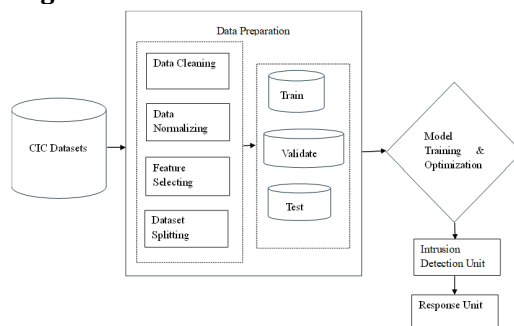 Data Preparation
Data Cleaning
Data
Normalizing
Feature
Selecting
Dataset
Splitting
CIC Datasets
Train
Validate
Test
Model
Training &
Optimization
Intrusion
Detection Unit
Response Unit